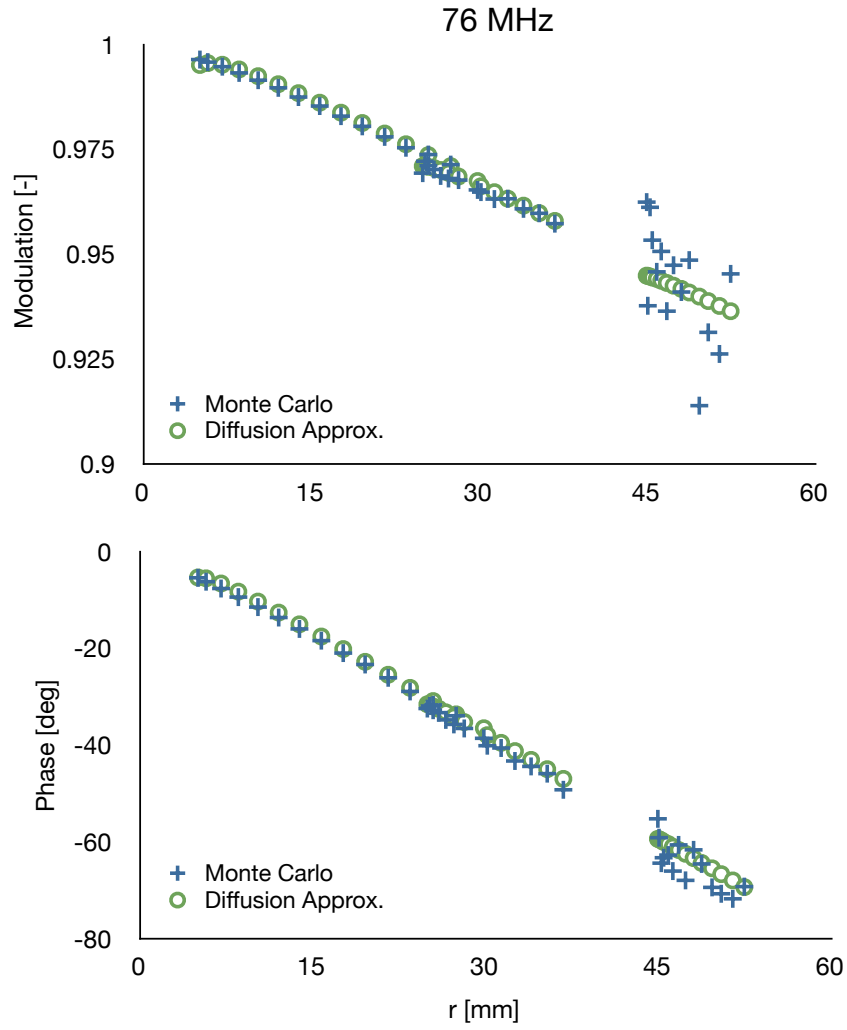 76 MHz
1
0.975
0.95
0.925
0.9
Modulation [-]
Monte Carlo
Diffusion Approx.
0 15 30 45 60
0
-20
-40
-60
-80
Phase [deg]
Monte Carlo
Diffusion Approx.
0 15 30 45 60
r [mm]